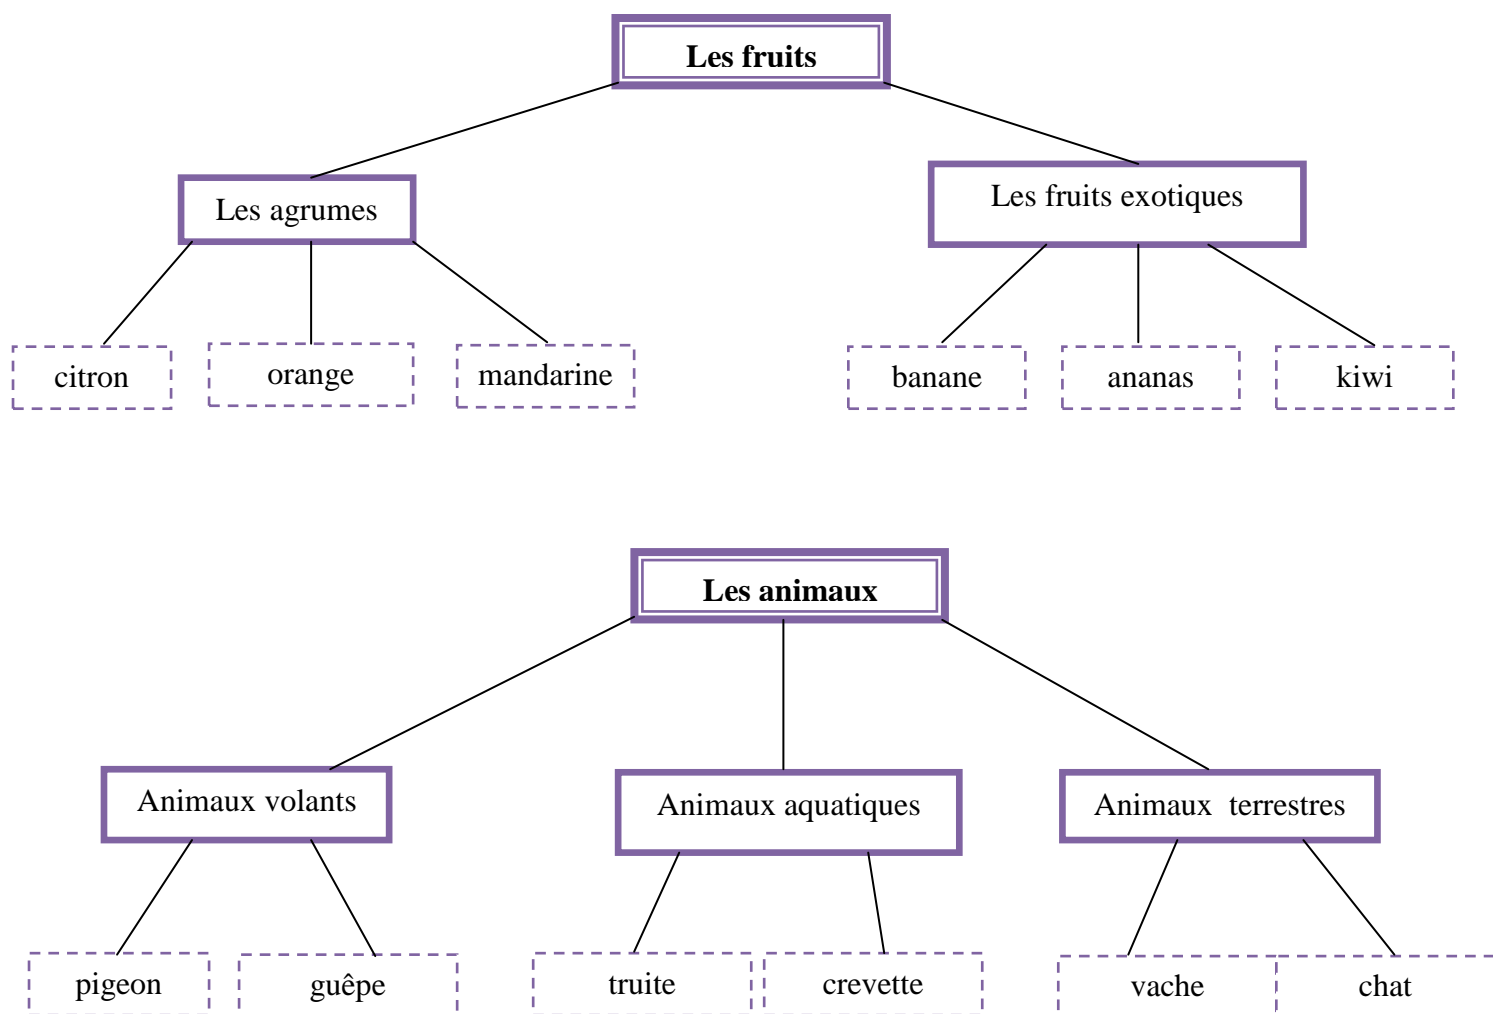 Les fruits
Les agrumes
Les fruits exotiques
citron
orange
mandarine
banane
ananas
kiwi
Les animaux
Animaux volants
Animaux aquatiques
Animaux terrestres
pigeon
guêpe
truite
crevette
vache
chat